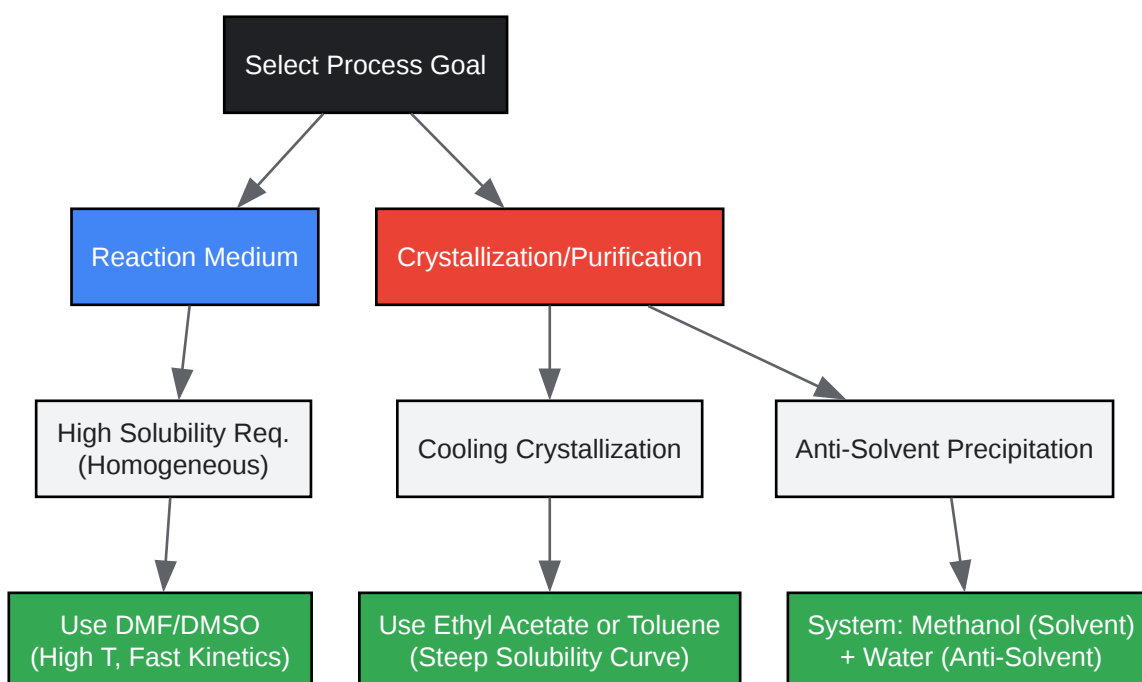 Select Process Goal
Reaction Medium
Crystallization/Purification
High Solubility Req.
(Homogeneous)
Cooling Crystallization
Anti-Solvent Precipitation
Use DMF/DMSO
(High T, Fast Kinetics)
Use Ethyl Acetate or Toluene
(Steep Solubility Curve)
System: Methanol (Solvent)
+ Water (Anti-Solvent)